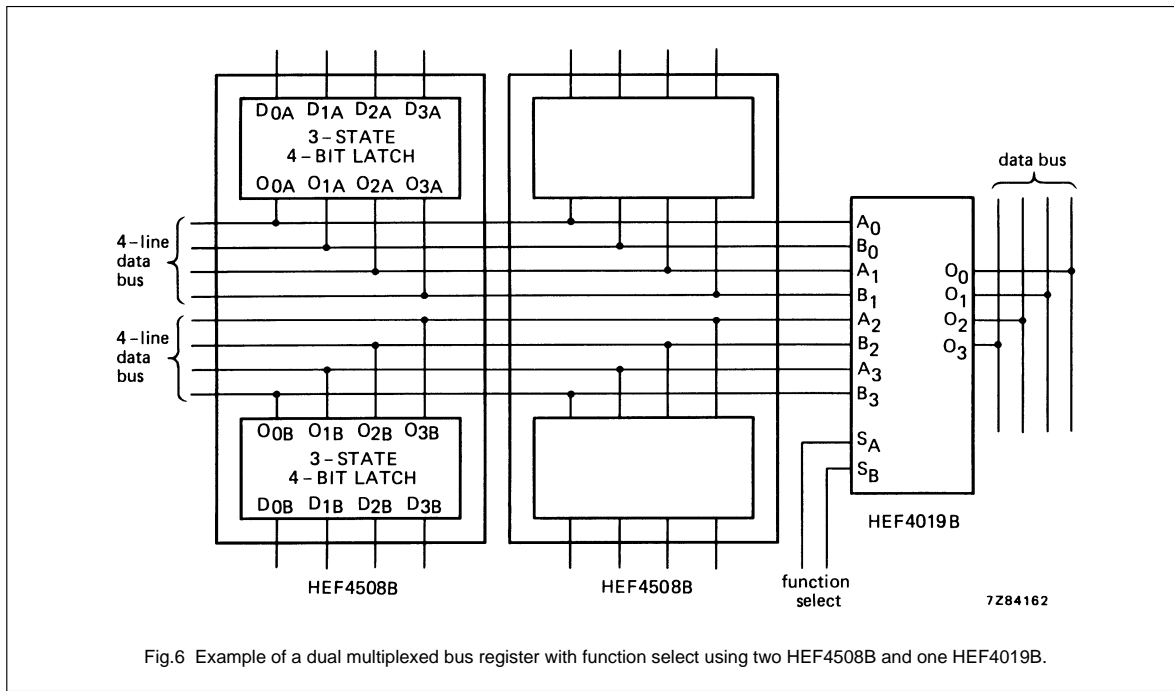 D0A D1A D2A D3A
3-STATE
4-BIT LATCH
O0A O1A O2A O3A
4-line
data
bus
4-line
data
bus
O0B O1B O2B O3B
3-STATE
4-BIT LATCH
D0B D1B D2B D3B
HEF4508B
HEF4508B
A0
B0
A1
B1
A2
B2
A3
B3
SA
SB
O0
O1
O2
O3
HEF4019B
data bus
function
select
7Z84162
Fig.6 Example of a dual multiplexed bus register with function select using two HEF4508B and one HEF4019B.